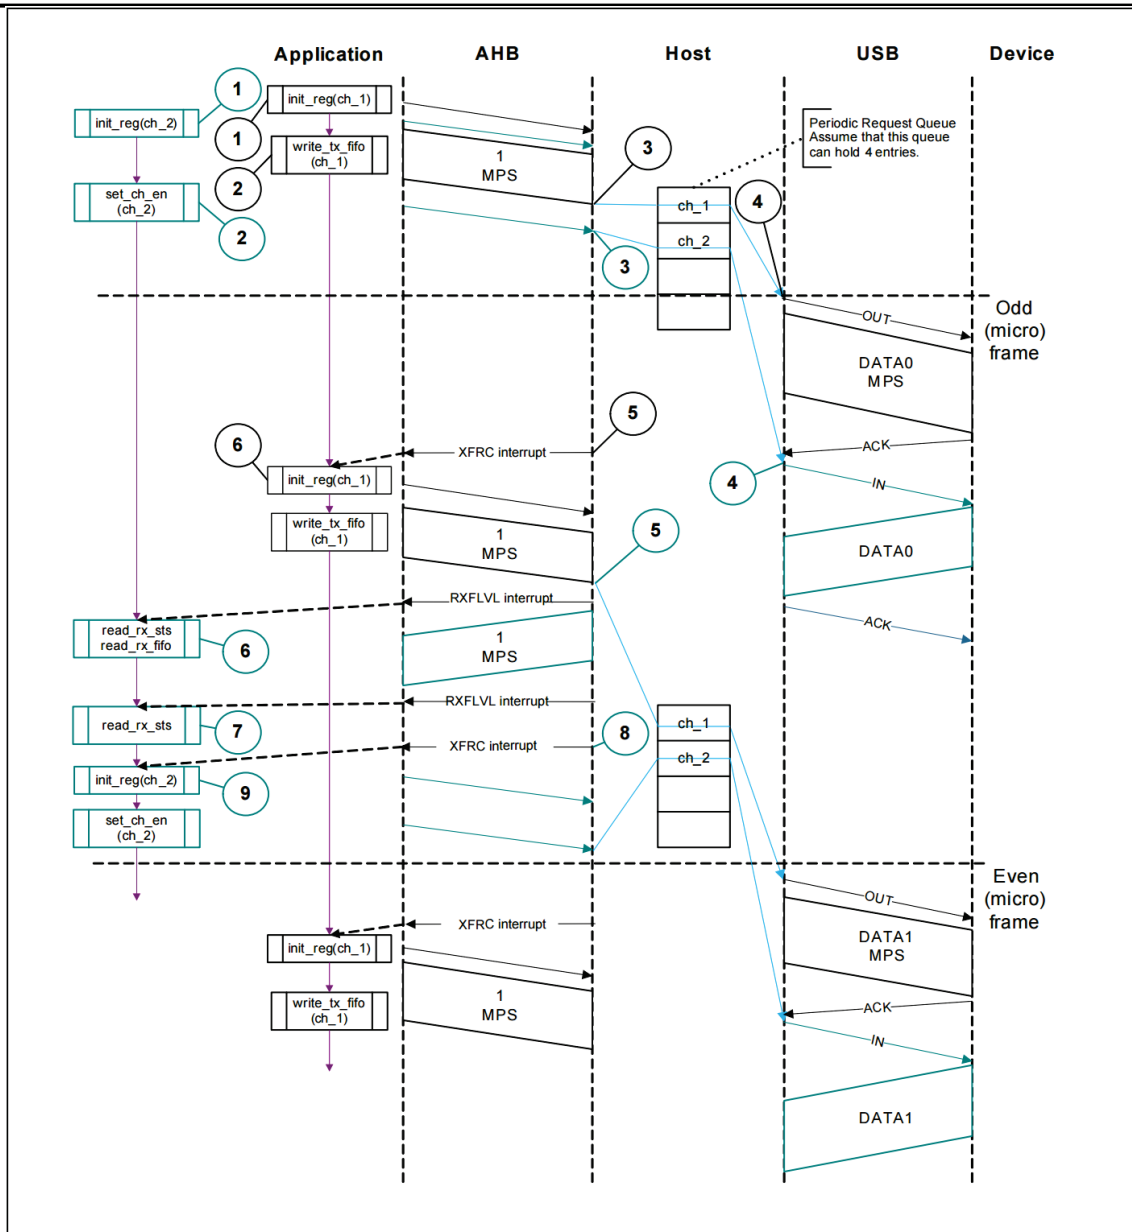 Application
AHB
Host
USB
Device
1
init_reg(ch_1)
init_reg(ch_2)
1
write_tx_fifo
(ch_1)
2
set_ch_en
(ch_2)
2
1
MPS
3
3
Periodic Request Queue
Assume that this queue
can hold 4 entries.
ch_1
ch_2
4
Odd
(micro)
frame
OUT
DATA0
MPS
ACK
5
XFRC interrupt
6
init_reg(ch_1)
4
IN
write_tx_fifo
(ch_1)
1
MPS
5
DATA0
RXFLVL interrupt
ACK
read_rx_sts
read_rx_fifo
6
1
MPS
RXFLVL interrupt
read_rx_sts
7
XFRC interrupt
8
ch_1
ch_2
init_reg(ch_2)
9
set_ch_en
(ch_2)
Even
(micro)
frame
OUT
XFRC interrupt
init_reg(ch_1)
DATA1
MPS
write_tx_fifo
(ch_1)
1
MPS
ACK
IN
DATA1